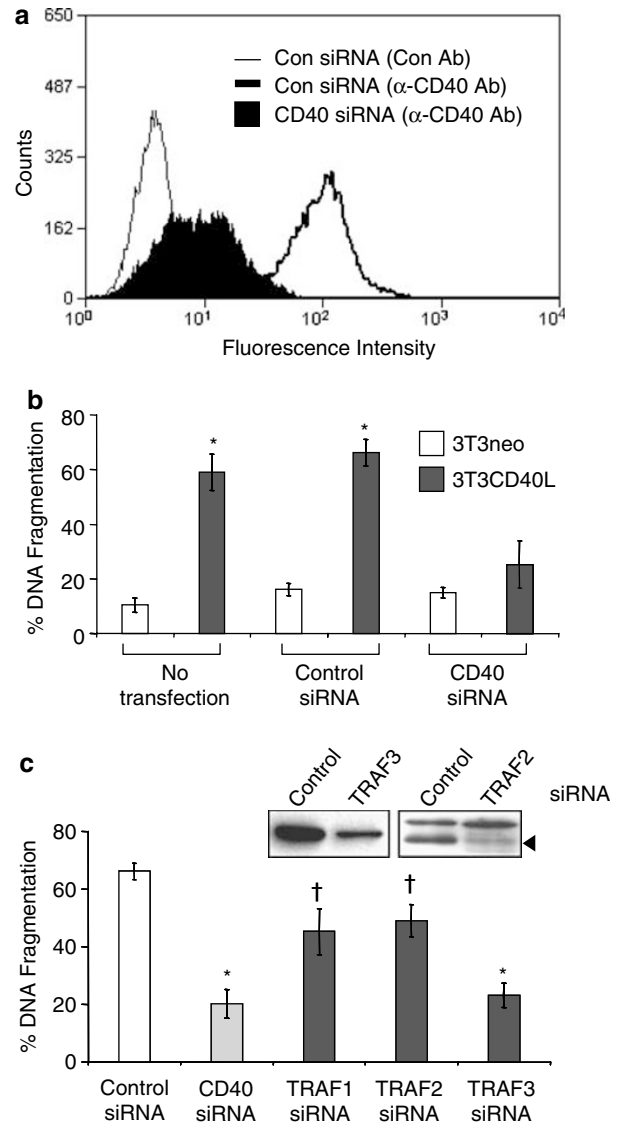 a
650
487
325
162
0
Counts
Con siRNA (Con Ab)
Con siRNA (α-CD40 Ab)
CD40 siRNA (α-CD40 Ab)
10⁰ 10¹ 10² 10³ 10⁴
Fluorescence Intensity
b
80
60
40
20
0
% DNA Fragmentation
* *
3T3neo
3T3CD40L
No transfection
Control siRNA
CD40 siRNA
c
Control TRAF3 Control TRAF2 siRNA
80
60
40
20
0
% DNA Fragmentation
* † † *
Control siRNA
CD40 siRNA
TRAF1 siRNA
TRAF2 siRNA
TRAF3 siRNA